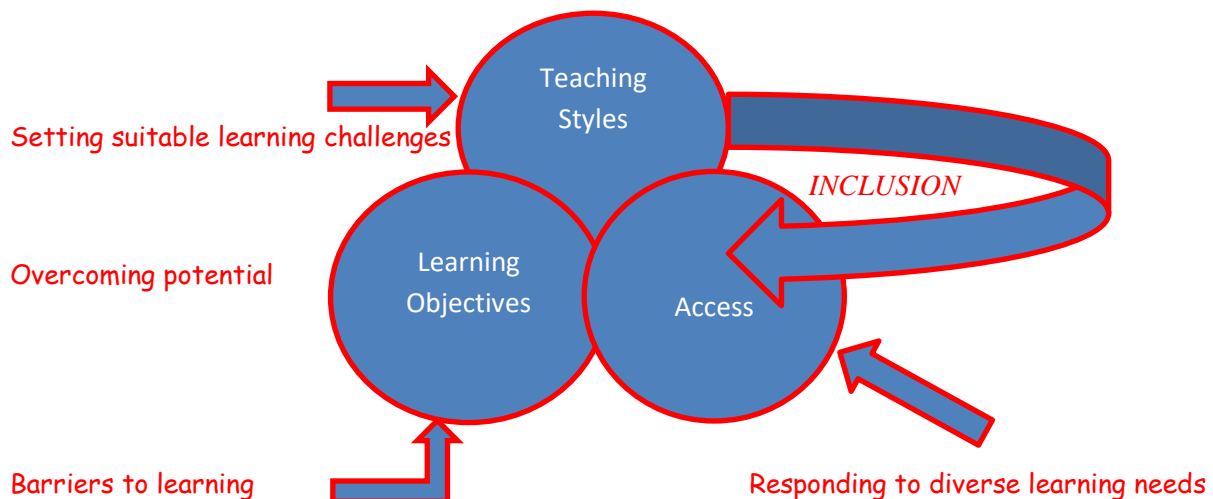 Teaching
Styles
Setting suitable learning challenges
INCLUSION
Overcoming potential
Learning
Objectives
Access
Barriers to learning
Responding to diverse learning needs